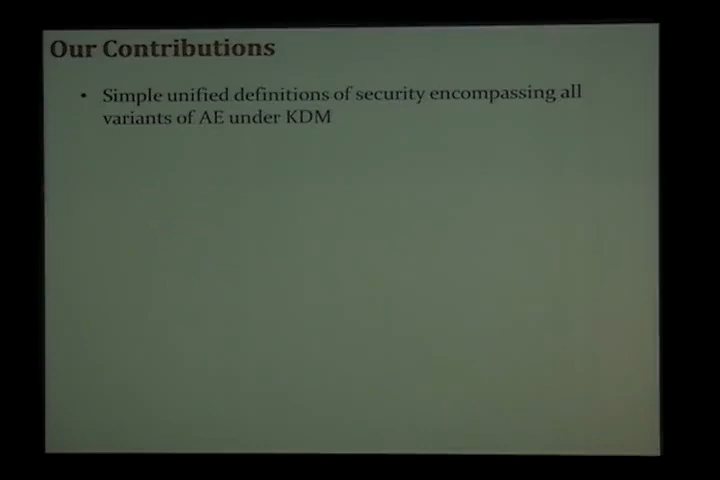 Our Contributions
• Simple unified definitions of security encompassing all
variants of AE under KDM